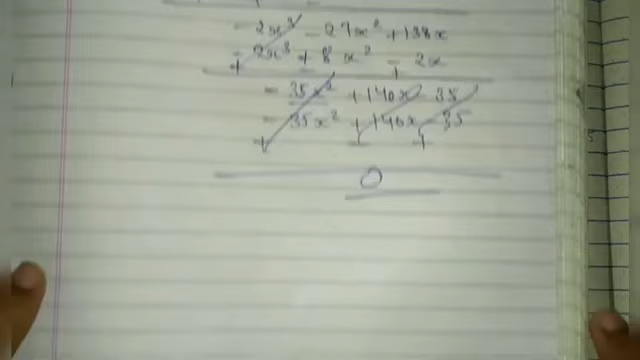 - 2x³ - 27x² + 138x
- 2x³ + 8x² - 2x
+ - +
- 35x² + 140x - 35
- 35x² + 140x - 35
+ - +
0